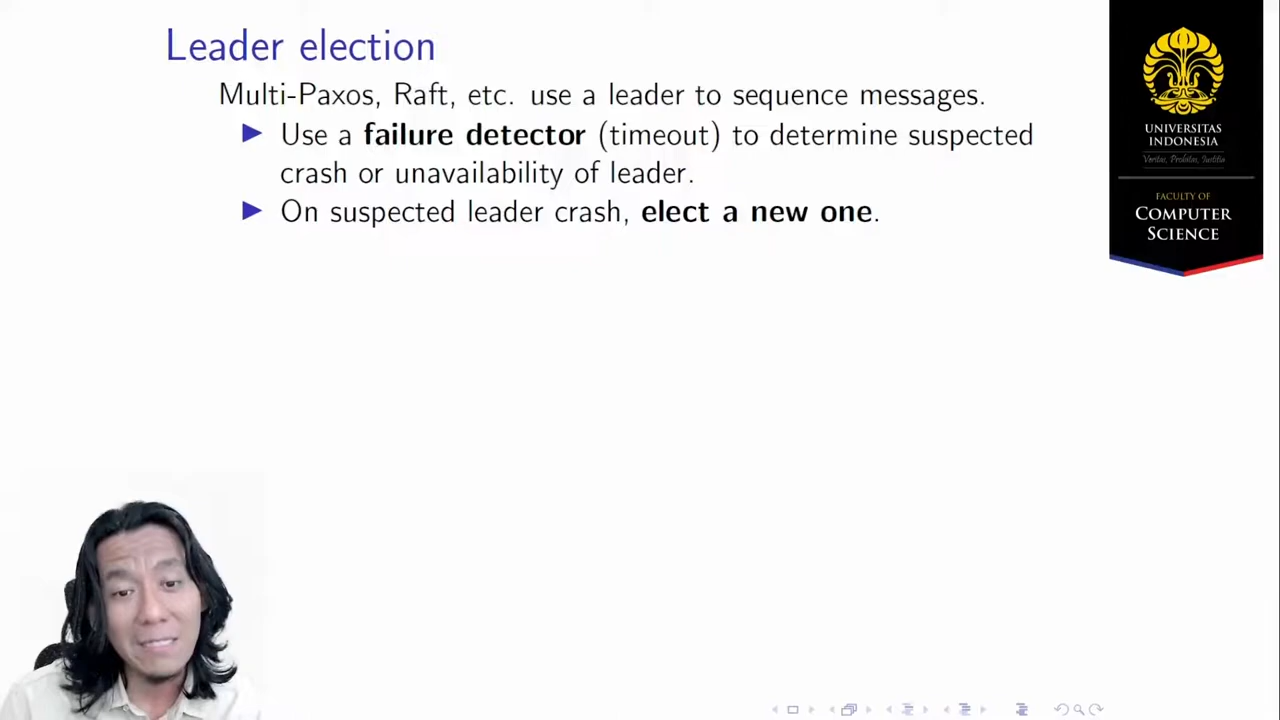 Leader election
Multi-Paxos, Raft, etc. use a leader to sequence messages.
▶ Use a failure detector (timeout) to determine suspected
crash or unavailability of leader.
▶ On suspected leader crash, elect a new one.
UNIVERSITAS
INDONESIA
Veritas, Probitas, Iustitia
FACULTY OF
COMPUTER
SCIENCE